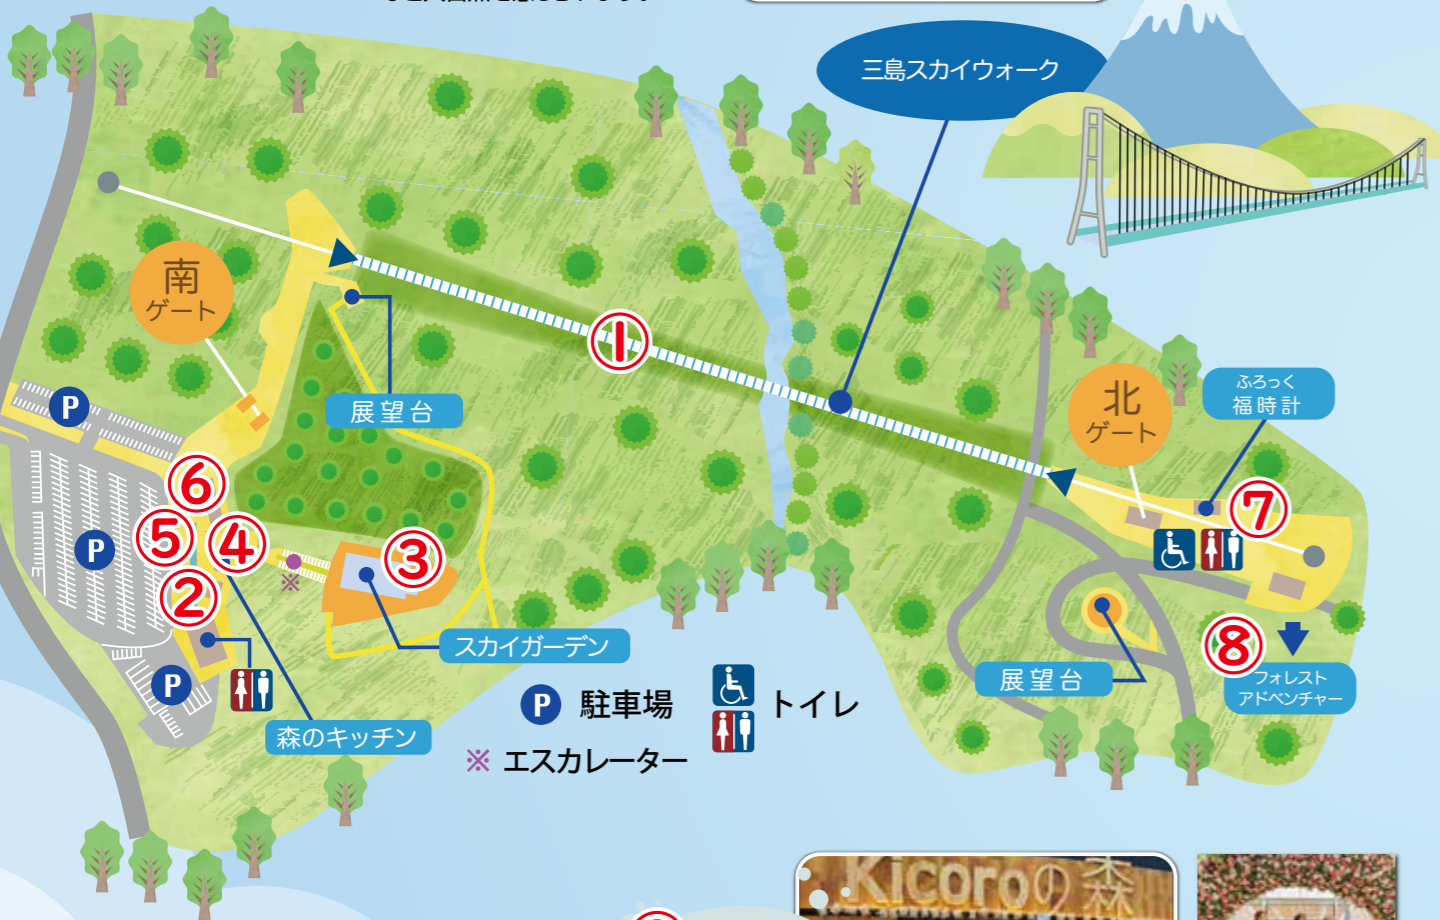 三島スカイウォーク
南
ゲート
①
展望台
P
北
ゲート
ふろっく
福時計
⑥
⑤
④
③
⑦
P
※
②
スカイガーデン
⑧
P
展望台
フォレスト
アドベンチャー
P 駐車場
トイレ
森のキッチン
※ エスカレーター
Kicoroの森